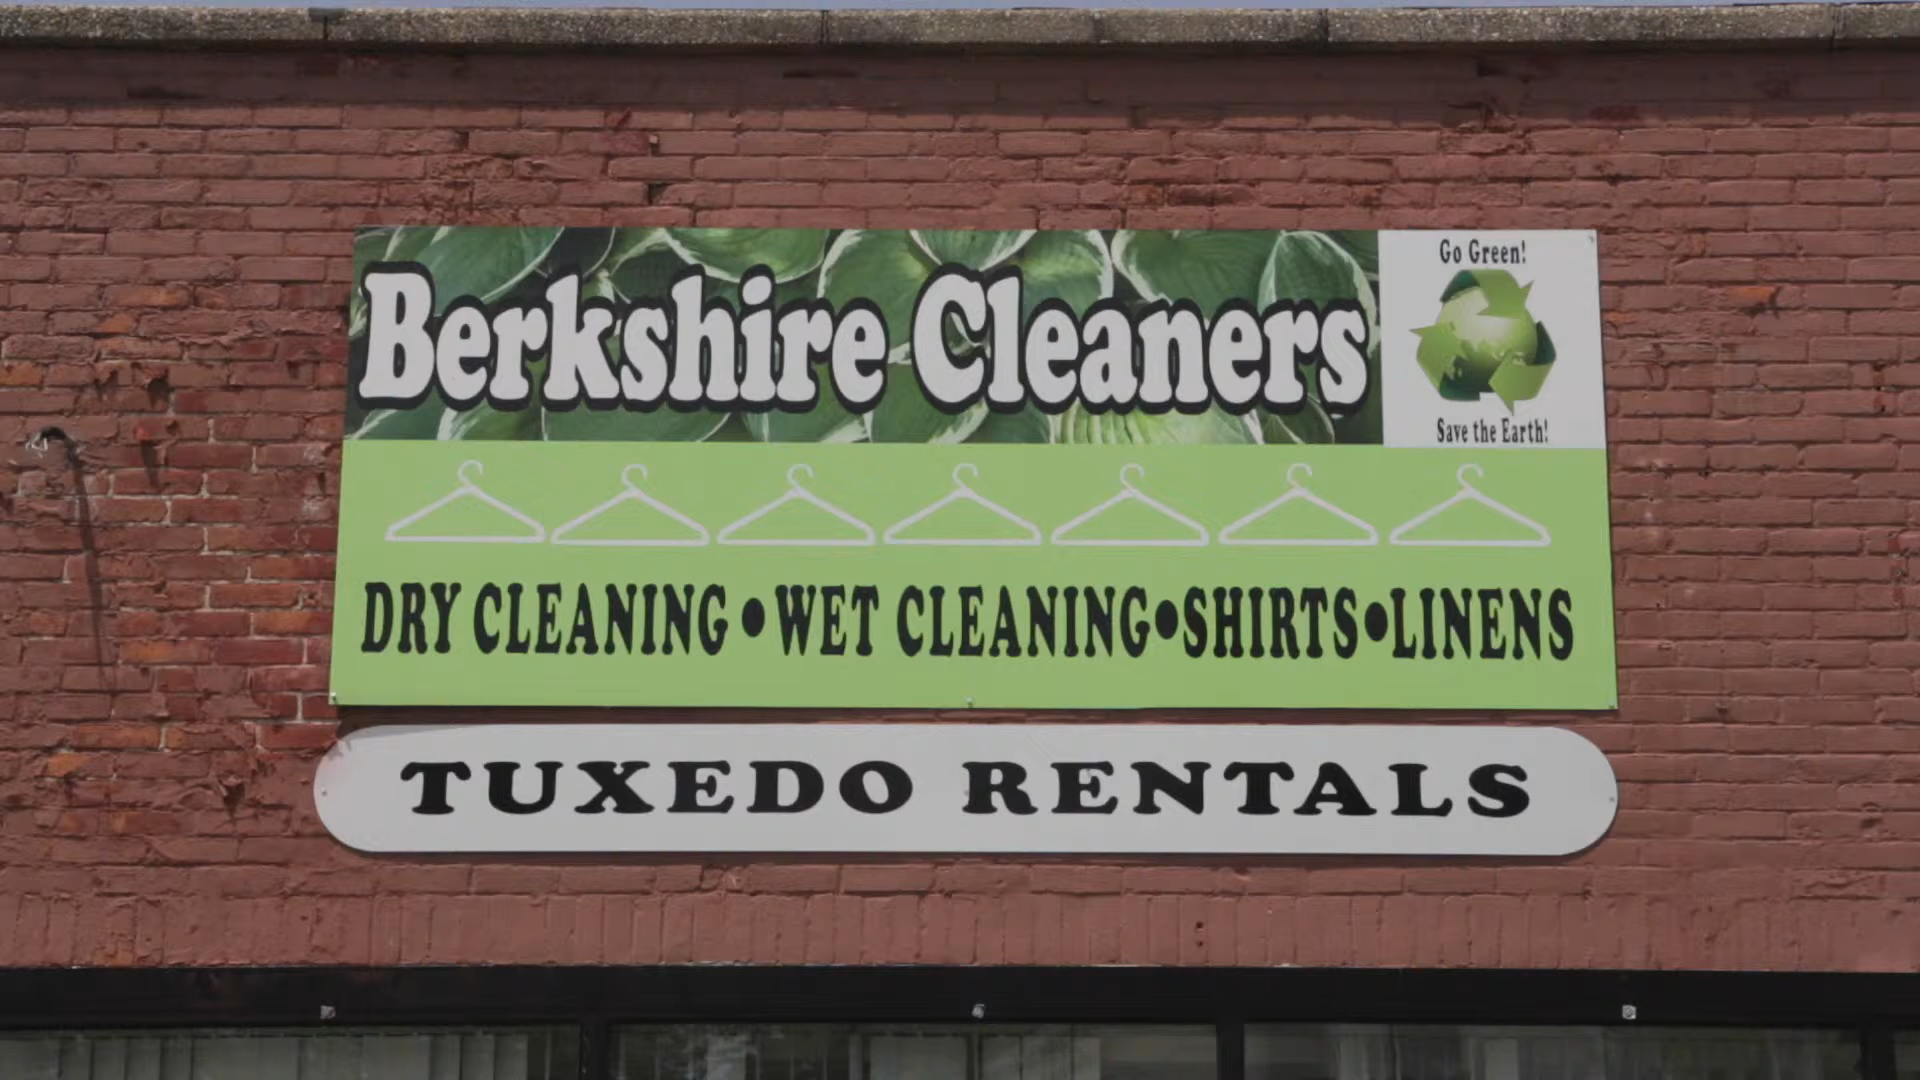 Berkshire Cleaners
Go Green!
Save the Earth!
DRY CLEANING • WET CLEANING • SHIRTS • LINENS
TUXEDO RENTALS